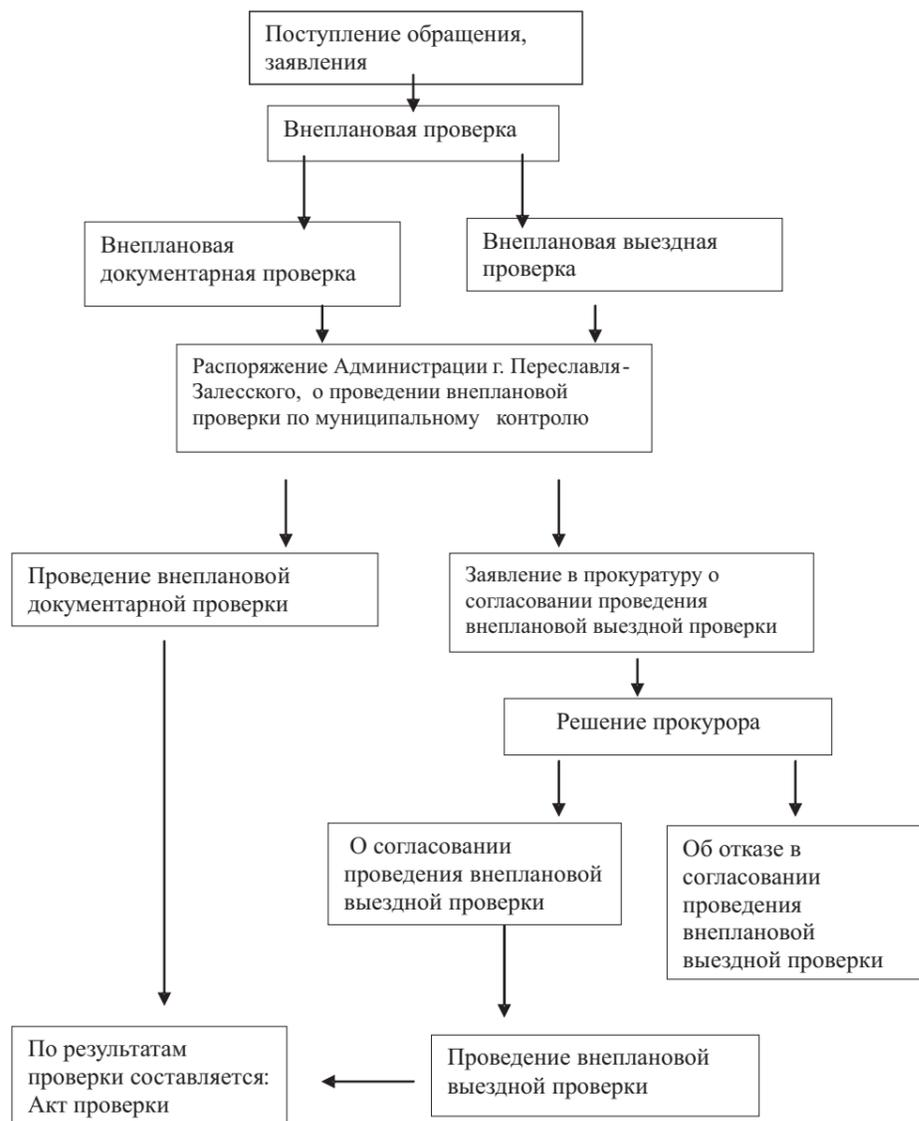 Поступление обращения,
заявления
Внеплановая проверка
Внеплановая
документарная проверка
Внеплановая выездная
проверка
Распоряжение Администрации г. Переславля-
Залесского, о проведении внеплановой
проверки по муниципальному контролю
Проведение внеплановой
документарной проверки
Заявление в прокуратуру о
согласовании проведения
внеплановой выездной проверки
Решение прокурора
О согласовании
проведения внеплановой
выездной проверки
Об отказе в
согласовании
проведения
внеплановой
выездной проверки
По результатам
проверки составляется:
Акт проверки
Проведение внеплановой
выездной проверки